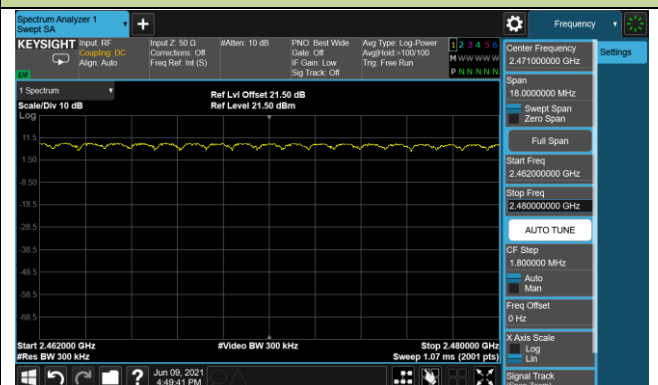 Spectrum Analyzer 1
Swept SA
+
Frequency
KEYSIGHT
Input: RF
Coupling: DC
Align: Auto
Input Z: 50 Ω
Corrections: Off
Freq Ref: Int (S)
#Atten: 10 dB
PNO: Best Wide
Gate: Off
IF Gain: Low
Sig Track: Off
Avg Type: Log-Power
Avg|Hold:>100/100
Trig: Free Run
1 2 3 4 5 6
M W W W W W
P N N N N N
LXI
1 Spectrum
Scale/Div 10 dB
Log
Ref Lvl Offset 21.50 dB
Ref Level 21.50 dBm
11.5
1.50
-8.50
-18.5
-28.5
-38.5
-48.5
-58.5
-68.5
Start 2.462000 GHz
#Res BW 300 kHz
#Video BW 300 kHz
Stop 2.480000 GHz
Sweep 1.07 ms (2001 pts)
Jun 09, 2021
4:49:41 PM
?
Center Frequency
2.471000000 GHz
Settings
Span
18.0000000 MHz
Swept Span
Zero Span
Full Span
Start Freq
2.462000000 GHz
Stop Freq
2.480000000 GHz
AUTO TUNE
CF Step
1.800000 MHz
Auto
Man
Freq Offset
0 Hz
X Axis Scale
Log
Lin
Signal Track
(Span Zoom)